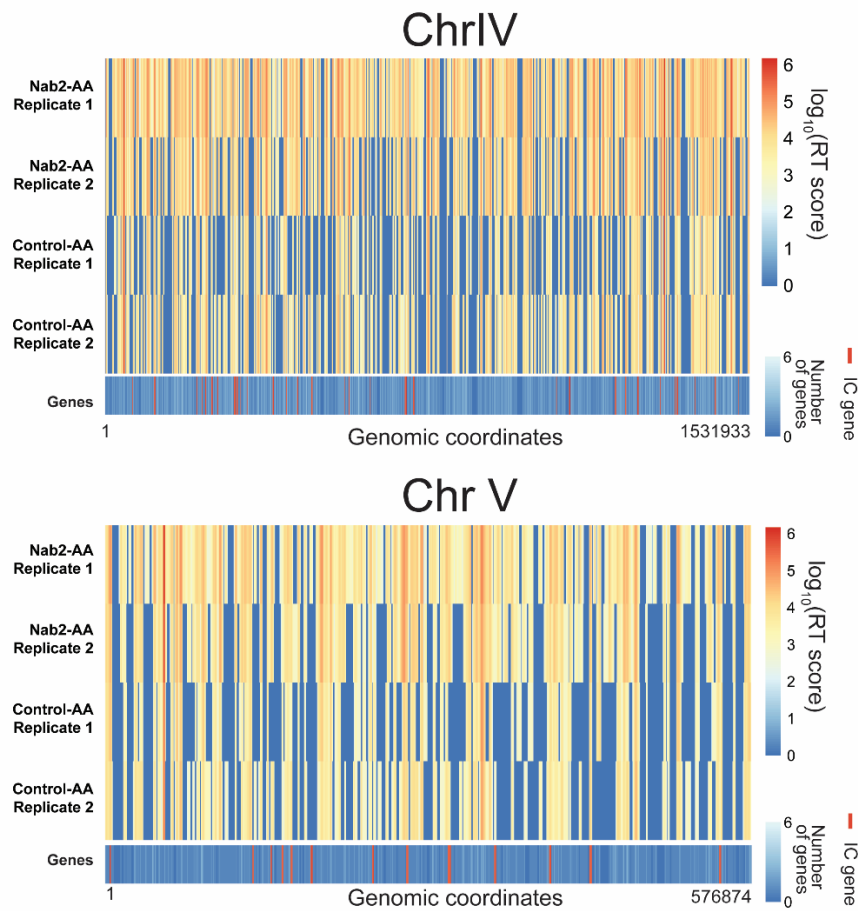 ChrIV
Nab2-AA
Replicate 1
Nab2-AA
Replicate 2
Control-AA
Replicate 1
Control-AA
Replicate 2
Genes
1
Genomic coordinates
1531933
6
5
4
3
2
1
0
log10(RT score)
6
0
Number
of genes
IC gene
Chr V
Nab2-AA
Replicate 1
Nab2-AA
Replicate 2
Control-AA
Replicate 1
Control-AA
Replicate 2
Genes
1
Genomic coordinates
576874
6
5
4
3
2
1
0
log10(RT score)
6
0
Number
of genes
IC gene